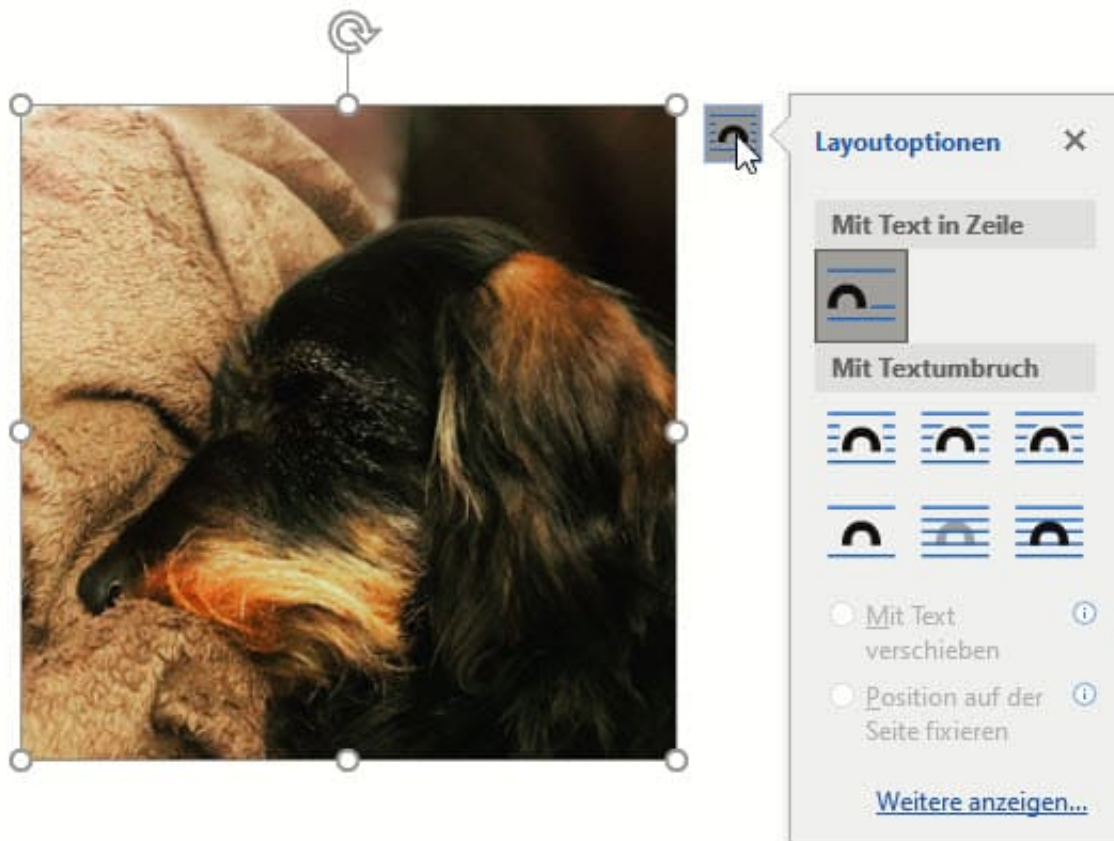 Layoutoptionen
Mit Text in Zeile
Mit Textumbruch
Mit Text
verschieben
Position auf der
Seite fixieren
Weitere anzeigen...